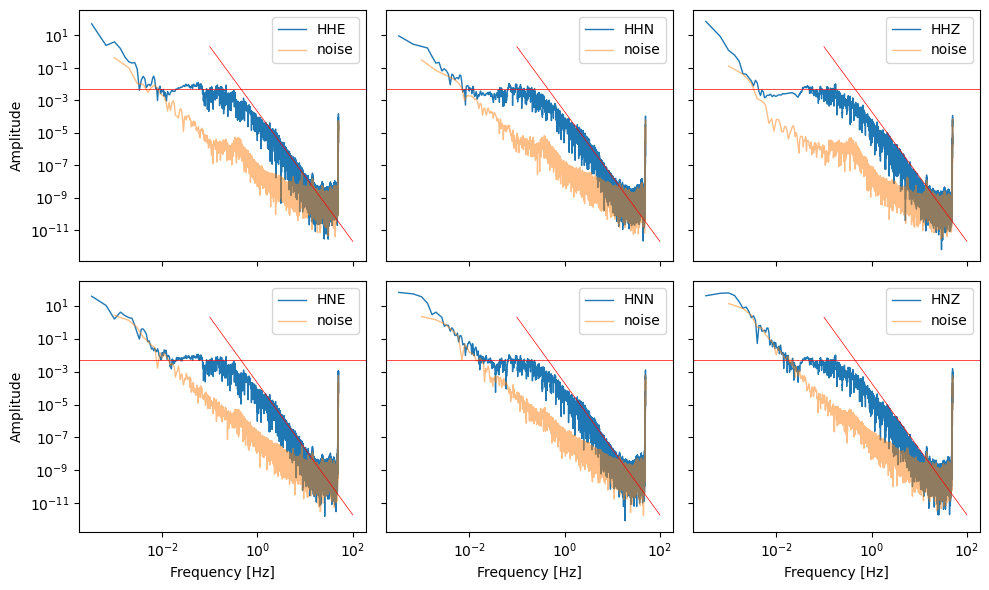 HHE
noise
HHN
noise
HHZ
noise
Amplitude
10^1
10^-1
10^-3
10^-5
10^-7
10^-9
10^-11
HNE
noise
HNN
noise
HNZ
noise
Amplitude
10^1
10^-1
10^-3
10^-5
10^-7
10^-9
10^-11
10^-2 10^0 10^2
10^-2 10^0 10^2
10^-2 10^0 10^2
Frequency [Hz]
Frequency [Hz]
Frequency [Hz]